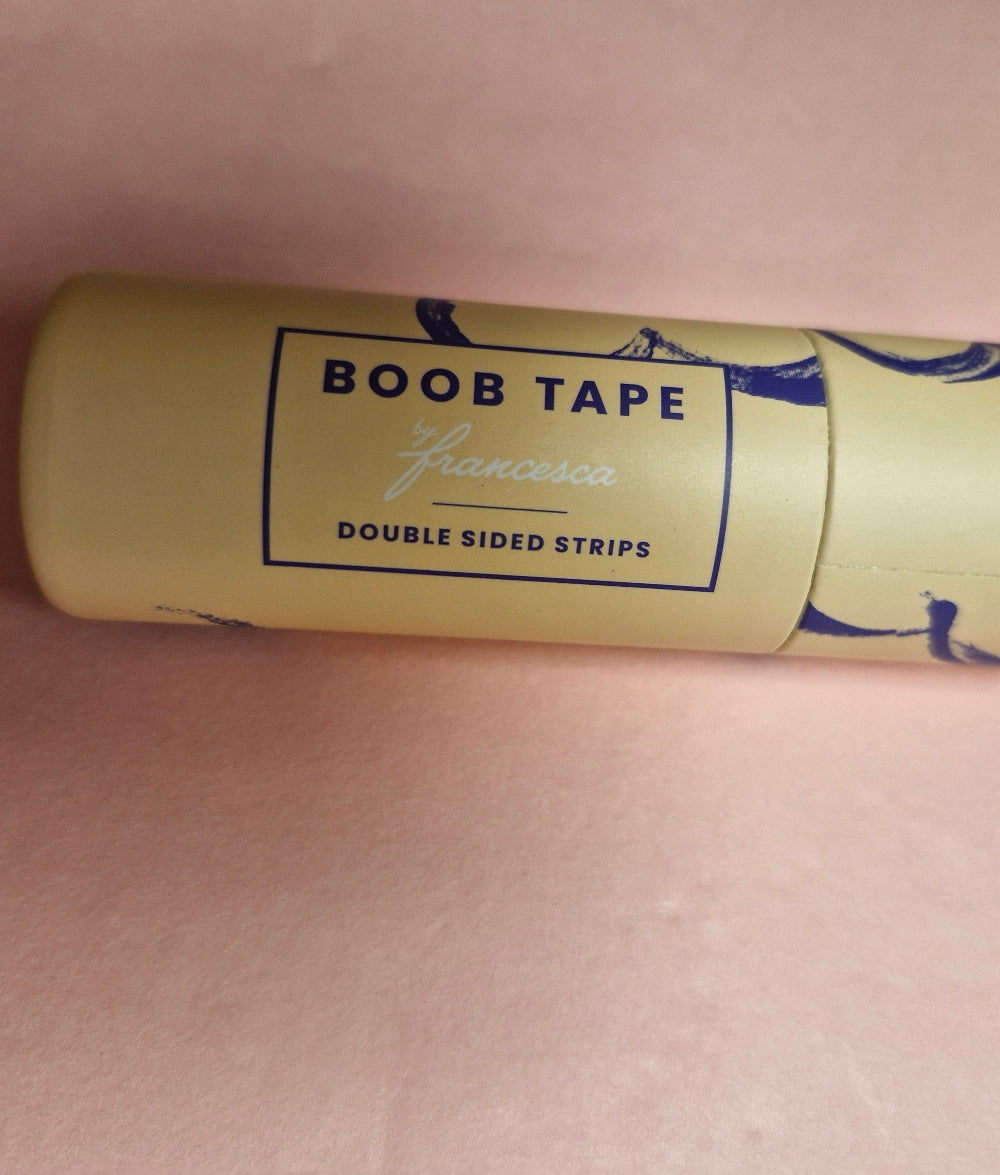 BOOB TAPE
by
francesca
DOUBLE SIDED STRIPS